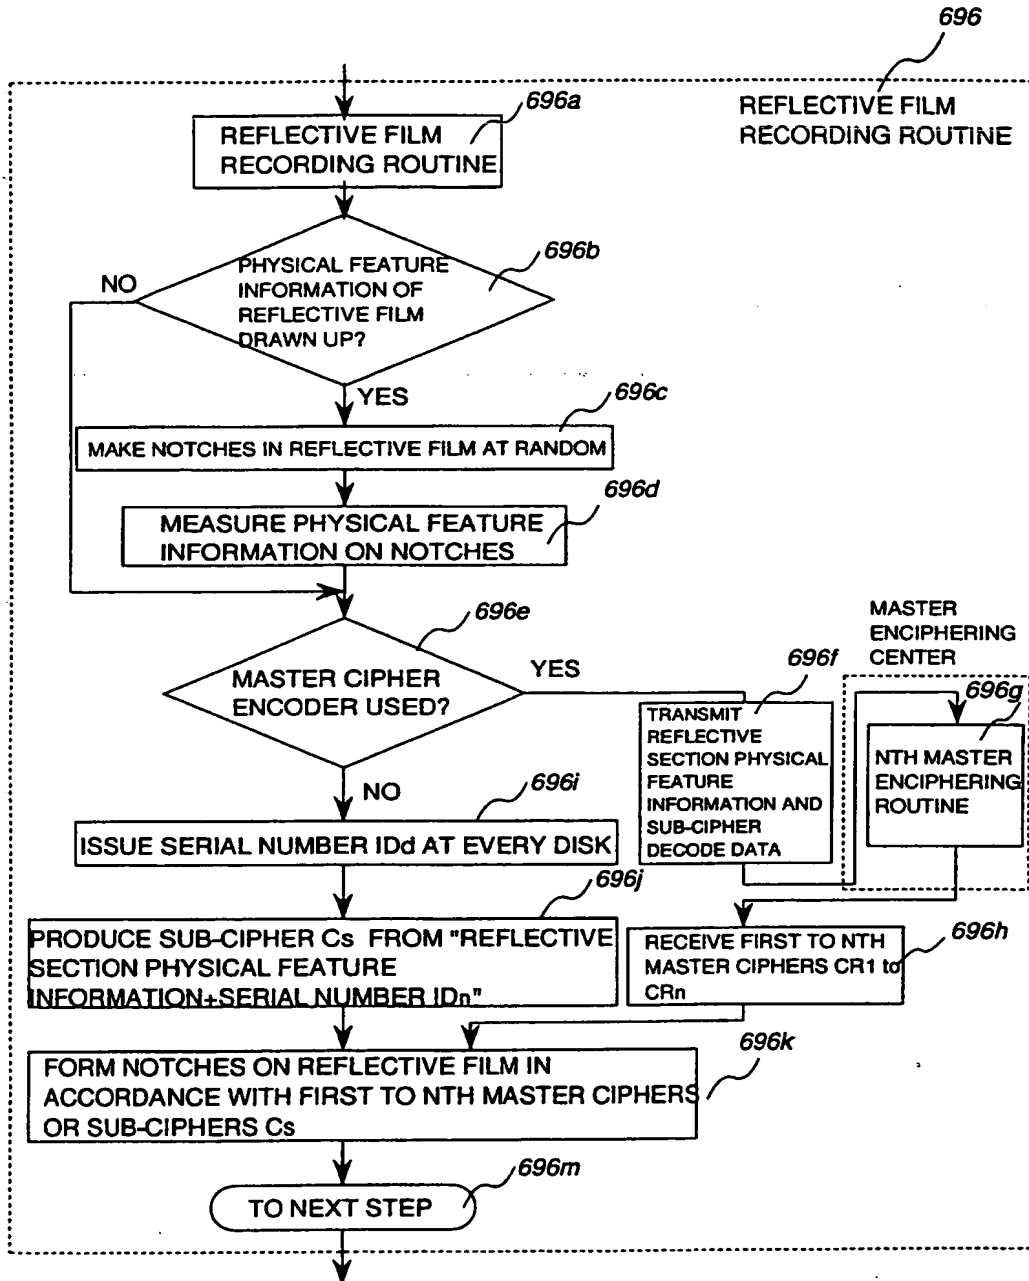 696
REFLECTIVE FILM
RECORDING ROUTINE
696a
REFLECTIVE FILM
RECORDING ROUTINE
696b
NO
PHYSICAL FEATURE
INFORMATION OF
REFLECTIVE FILM
DRAWN UP?
YES
696c
MAKE NOTCHES IN REFLECTIVE FILM AT RANDOM
696d
MEASURE PHYSICAL FEATURE
INFORMATION ON NOTCHES
696e
MASTER CIPHER
ENCODER USED?
YES
MASTER
ENCIPHERING
CENTER
696f
TRANSMIT
REFLECTIVE
SECTION PHYSICAL
FEATURE
INFORMATION AND
SUB-CIPHER
DECODE DATA
696g
NTH MASTER
ENCIPHERING
ROUTINE
NO
696i
ISSUE SERIAL NUMBER IDd AT EVERY DISK
696j
PRODUCE SUB-CIPHER Cs FROM "REFLECTIVE
SECTION PHYSICAL FEATURE
INFORMATION+SERIAL NUMBER IDn"
696h
RECEIVE FIRST TO NTH
MASTER CIPHERS CR1 to
CRn
696k
FORM NOTCHES ON REFLECTIVE FILM IN
ACCORDANCE WITH FIRST TO NTH MASTER CIPHERS
OR SUB-CIPHERS Cs
696m
TO NEXT STEP